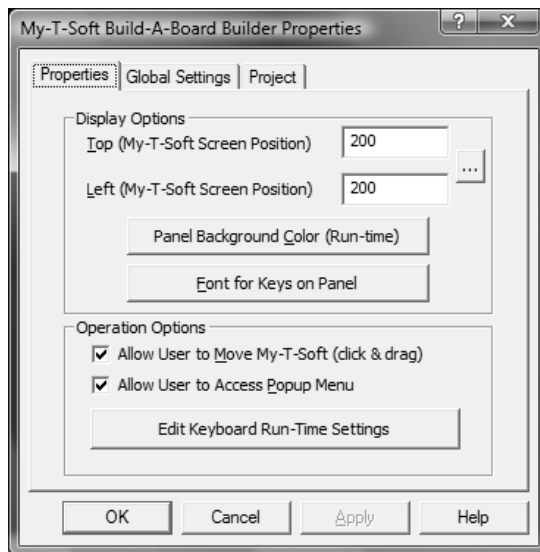 My-T-Soft Build-A-Board Builder Properties
? X
Properties Global Settings Project
Display Options
Top (My-T-Soft Screen Position) 200
...
Left (My-T-Soft Screen Position) 200
Panel Background Color (Run-time)
Font for Keys on Panel
Operation Options
Allow User to Move My-T-Soft (click & drag)
Allow User to Access Popup Menu
Edit Keyboard Run-Time Settings
OK Cancel Apply Help